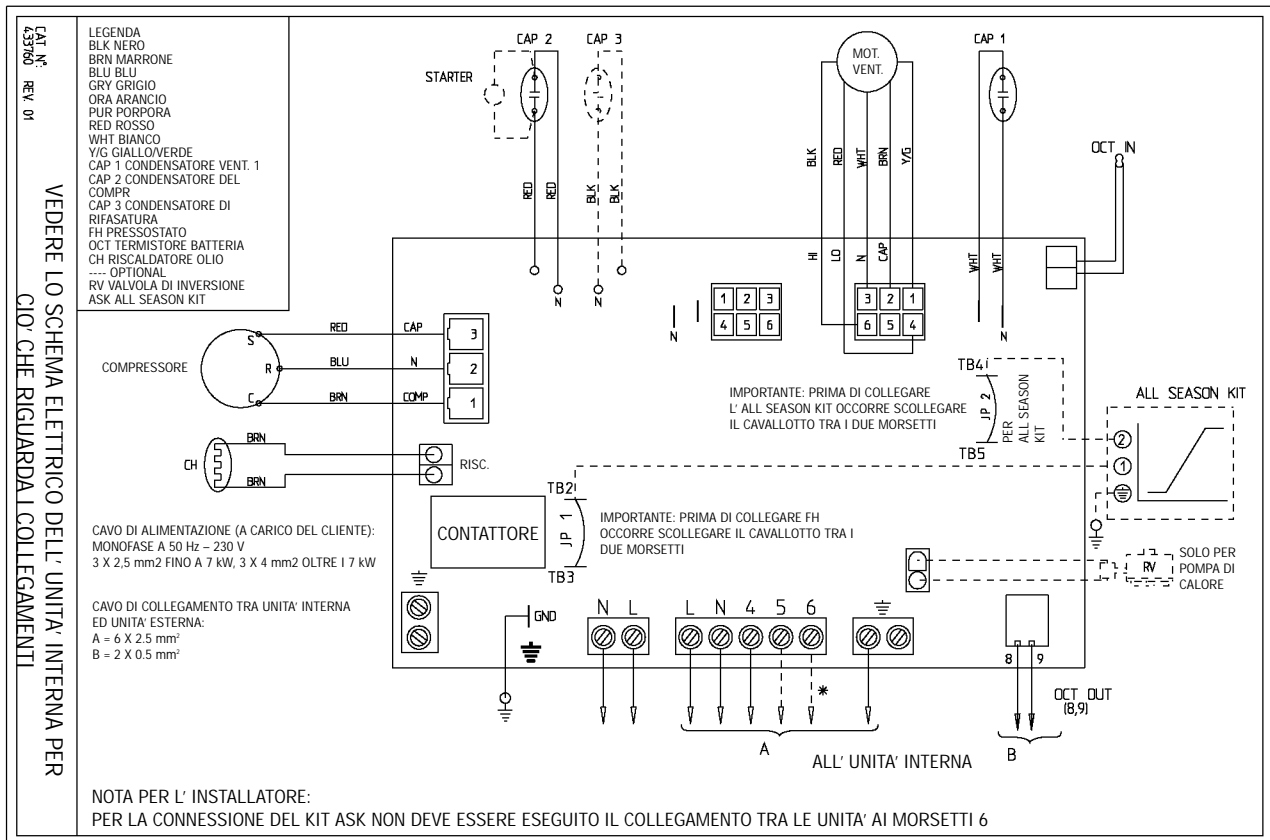 CAT N°:
433760 REV. 01
VEDERE LO SCHEMA ELETTRICO DELL' UNITA' INTERNA PER
CIO' CHE RIGUARDA I COLLEGAMENTI
LEGENDA
BLK NERO
BRN MARRONE
BLU BLU
GRY GRIGIO
ORA ARANCIO
PUR PORPORA
RED ROSSO
WHT BIANCO
Y/G GIALLO/VERDE
CAP 1 CONDENSATORE VENT. 1
CAP 2 CONDENSATORE DEL
COMPR
CAP 3 CONDENSATORE DI
RIFASATURA
FH PRESSOSTATO
OCT TERMISTORE BATTERIA
CH RISCALDATORE OLIO
---- OPTIONAL
RV VALVOLA DI INVERSIONE
ASK ALL SEASON KIT
CAP 2
CAP 3
STARTER
RED
RED
BLK
BLK
N
N
MOT.
VENT.
BLK
RED
WHT
BRN
Y/G
HI
LO
N
CAP
CAP 1
WHT
WHT
N
OCT IN
1 2 3
4 5 6
N
3 2 1
6 5 4
COMPRESSORE
S
R
C
RED CAP 3
BLU N 2
BRN COMP 1
CH
BRN
BRN
RISC.
TB4
JP 2
TB5
PER
ALL SEASON
KIT
IMPORTANTE: PRIMA DI COLLEGARE
L' ALL SEASON KIT OCCORRE SCOLLEGARE
IL CAVALLOTTO TRA I DUE MORSETTI
ALL SEASON KIT
2
1
CONTATTORE
TB2
JP 1
TB3
IMPORTANTE: PRIMA DI COLLEGARE FH
OCCORRE SCOLLEGARE IL CAVALLOTTO TRA I
DUE MORSETTI
RV
SOLO PER
POMPA DI
CALORE
CAVO DI ALIMENTAZIONE (A CARICO DEL CLIENTE):
MONOFASE A 50 Hz – 230 V
3 X 2,5 mm2 FINO A 7 kW, 3 X 4 mm2 OLTRE I 7 kW
CAVO DI COLLEGAMENTO TRA UNITA' INTERNA
ED UNITA' ESTERNA:
A = 6 X 2.5 mm²
B = 2 X 0.5 mm²
GND
N L
L N 4 5 6
*
8 9
OCT OUT
(8,9)
A
B
ALL' UNITA' INTERNA
NOTA PER L' INSTALLATORE:
PER LA CONNESSIONE DEL KIT ASK NON DEVE ESSERE ESEGUITO IL COLLEGAMENTO TRA LE UNITA' AI MORSETTI 6